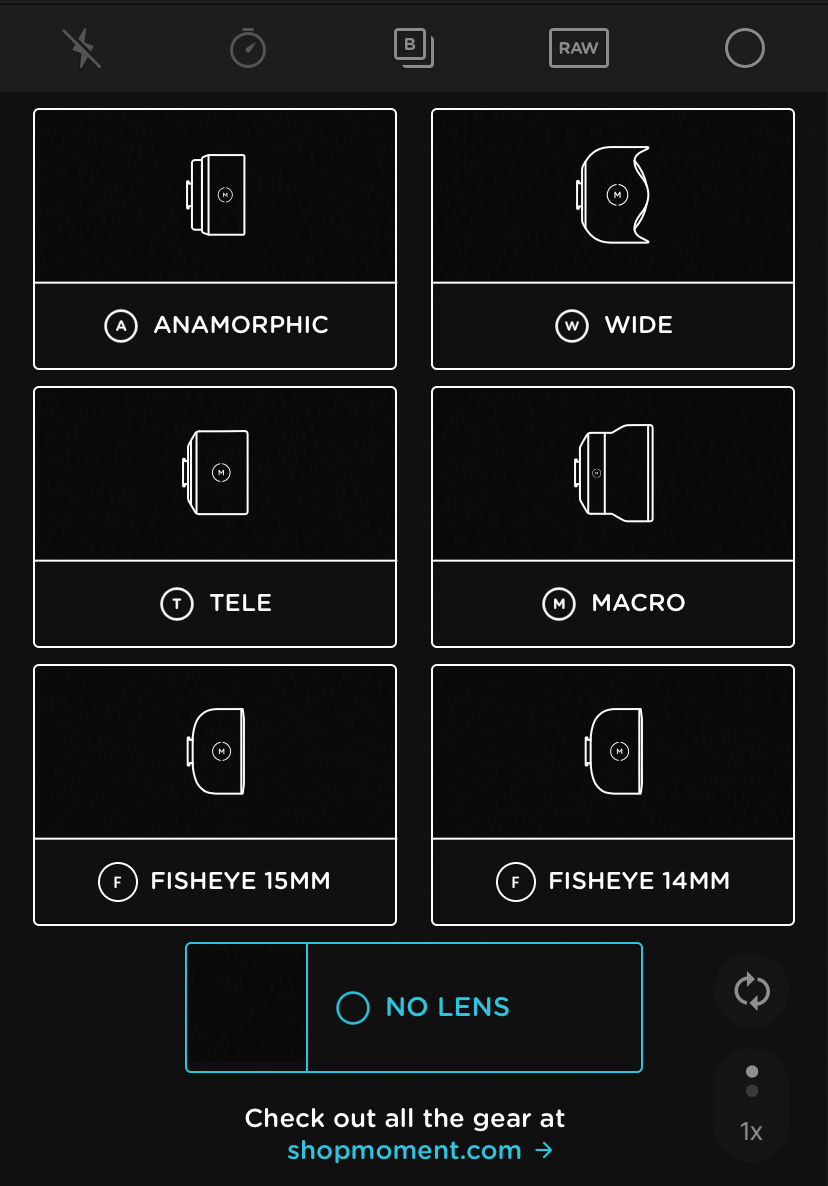 B
RAW
M
M
A ANAMORPHIC
W WIDE
M
M
T TELE
M MACRO
M
M
F FISHEYE 15MM
F FISHEYE 14MM
NO LENS
Check out all the gear at
shopmoment.com →
1x